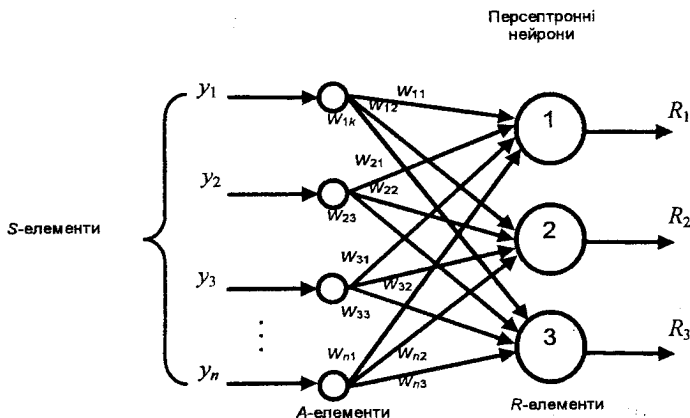 Персептронні
нейрони
y1
w11
w12
w1k
1
R1
w21
y2
w22
w23
S-елементи
2
R2
w31
y3
w32
w33
3
R3
wn1
wn2
yn
wn3
A-елементи
R-елементи